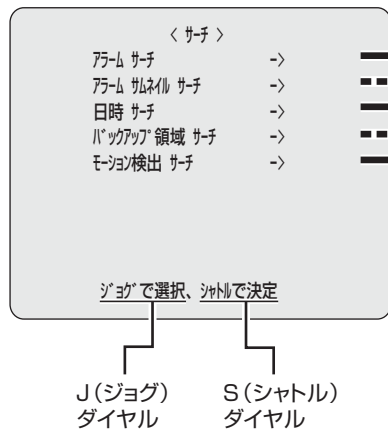 〈 ｻｰﾁ 〉
ｱﾗｰﾑ ｻｰﾁ -〉
ｱﾗｰﾑ ｻﾑﾈｲﾙ ｻｰﾁ -〉
日時 ｻｰﾁ -〉
ﾊﾞｯｸｱｯﾌﾟ領域 ｻｰﾁ -〉
ﾓｰｼｮﾝ検出 ｻｰﾁ -〉
ｼﾞｮｸﾞで選択、ｼｬﾄﾙで決定
J（ジョグ） S（シャトル）
ダイヤル ダイヤル